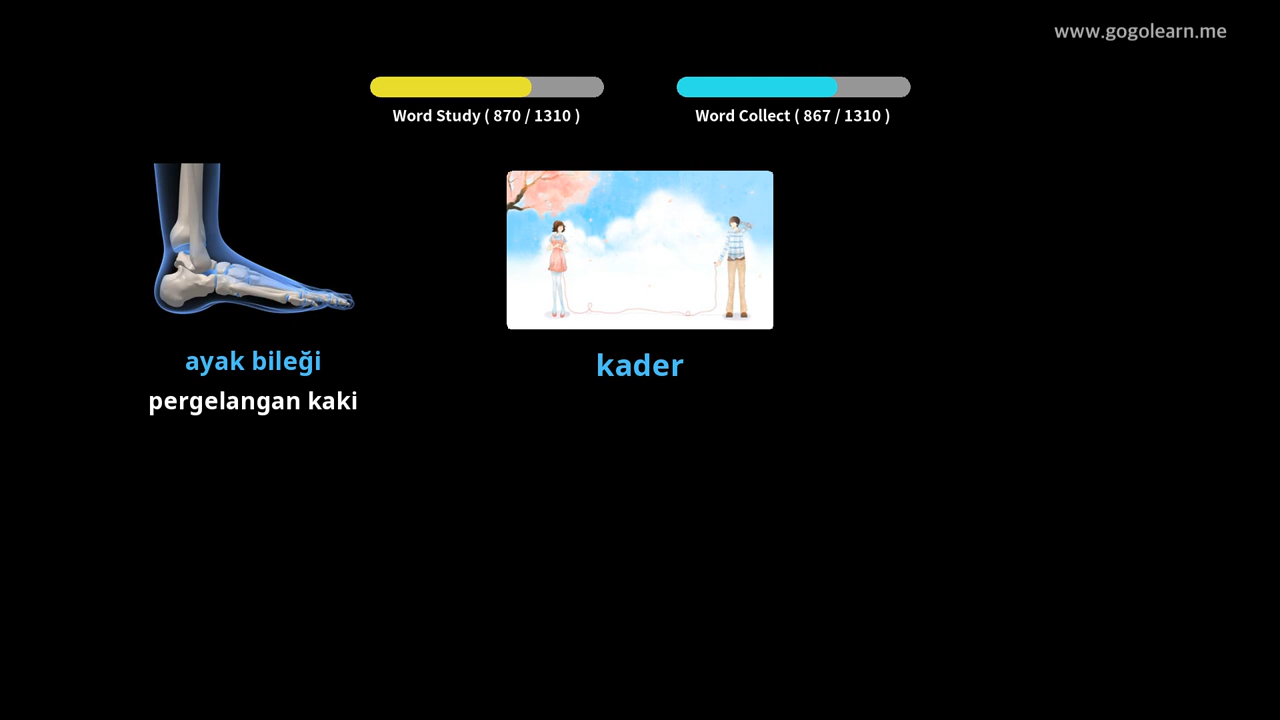 www.gogolearn.me
Word Study ( 870 / 1310 )
Word Collect ( 867 / 1310 )
ayak bileği
pergelangan kaki
kader